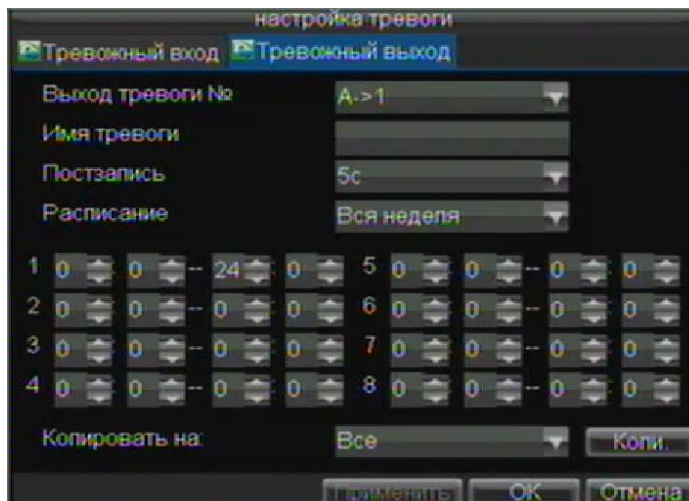 настройка тревоги
Тревожный вход Тревожный выход
Выход тревоги № A->1
Имя тревоги
Постзапись 5с
Расписание Вся неделя
1 0 : 0 -- 24 : 0 5 0 : 0 -- 0 : 0
2 0 : 0 -- 0 : 0 6 0 : 0 -- 0 : 0
3 0 : 0 -- 0 : 0 7 0 : 0 -- 0 : 0
4 0 : 0 -- 0 : 0 8 0 : 0 -- 0 : 0
Копировать на: Все Копи.
Применить ОК Отмена